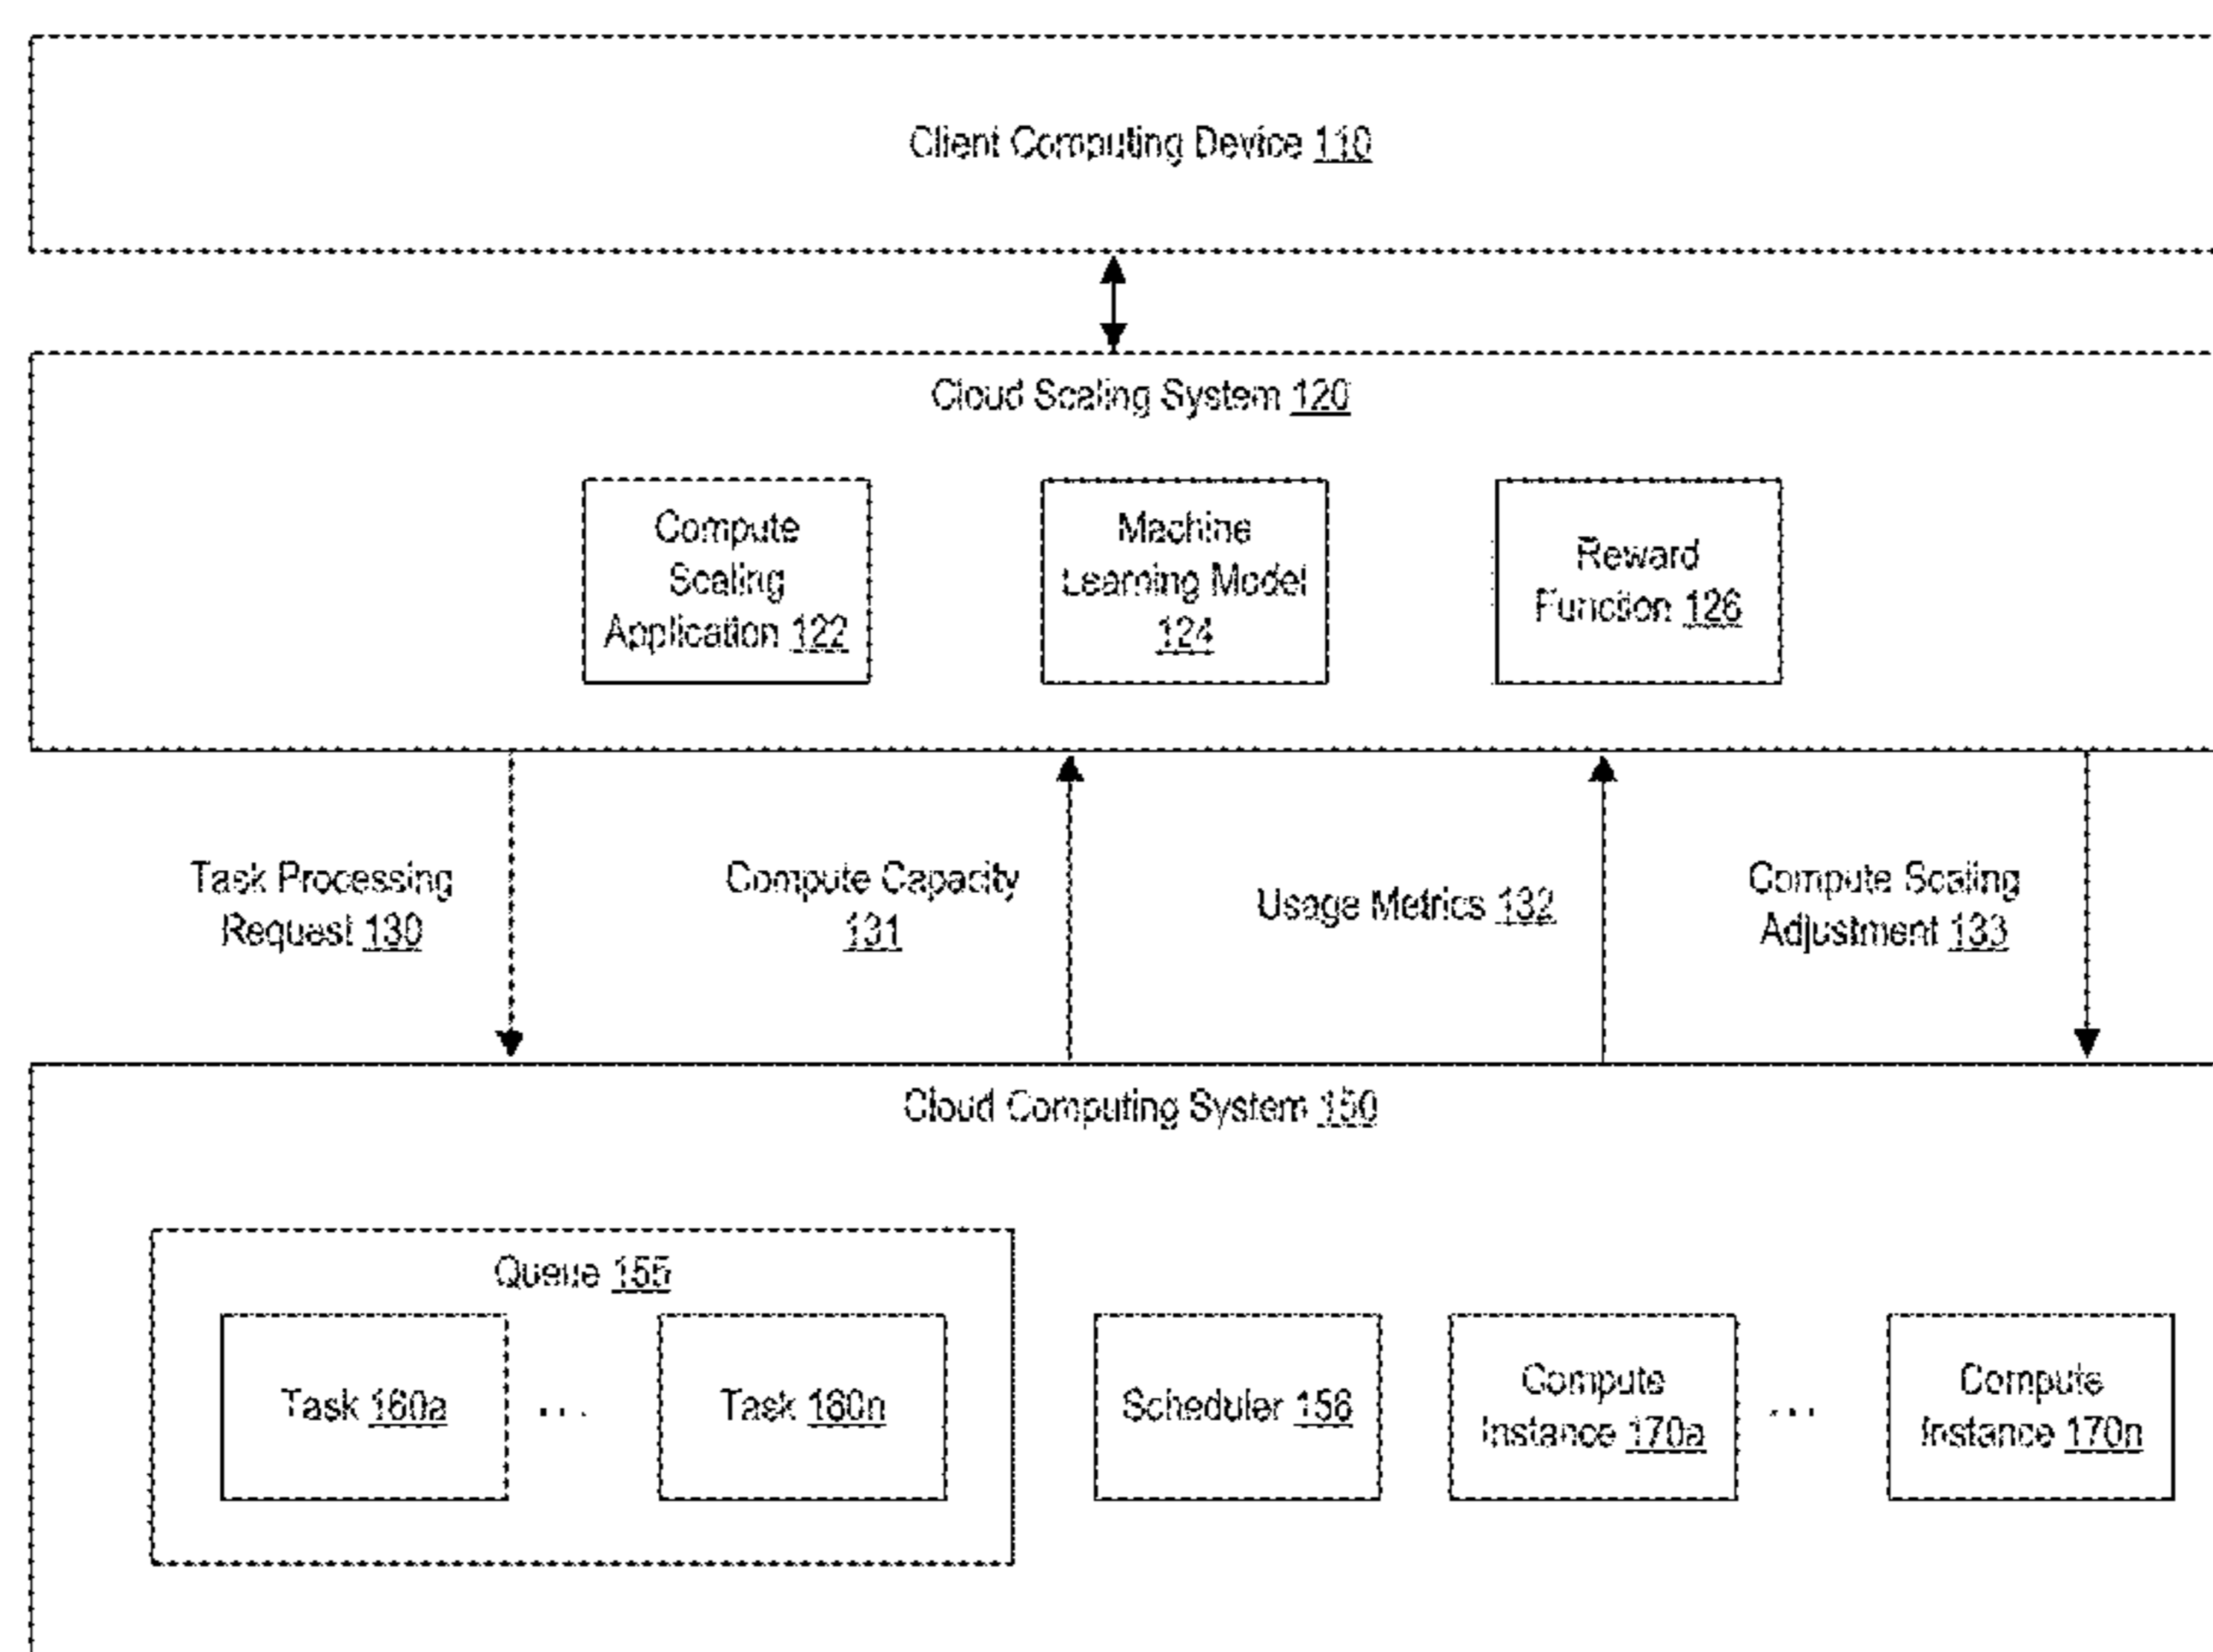 Client Computing Device 110
Cloud Scaling System 120
Compute
Scaling
Application 122
Machine
Learning Model
124
Reward
Function 126
Task Processing
Request 130
Compute Capacity
131
Usage Metrics 132
Compute Scaling
Adjustment 133
Cloud Computing System 150
Queue 155
Task 160a
...
Task 160n
Scheduler 156
Compute
Instance 170a
...
Compute
Instance 170n